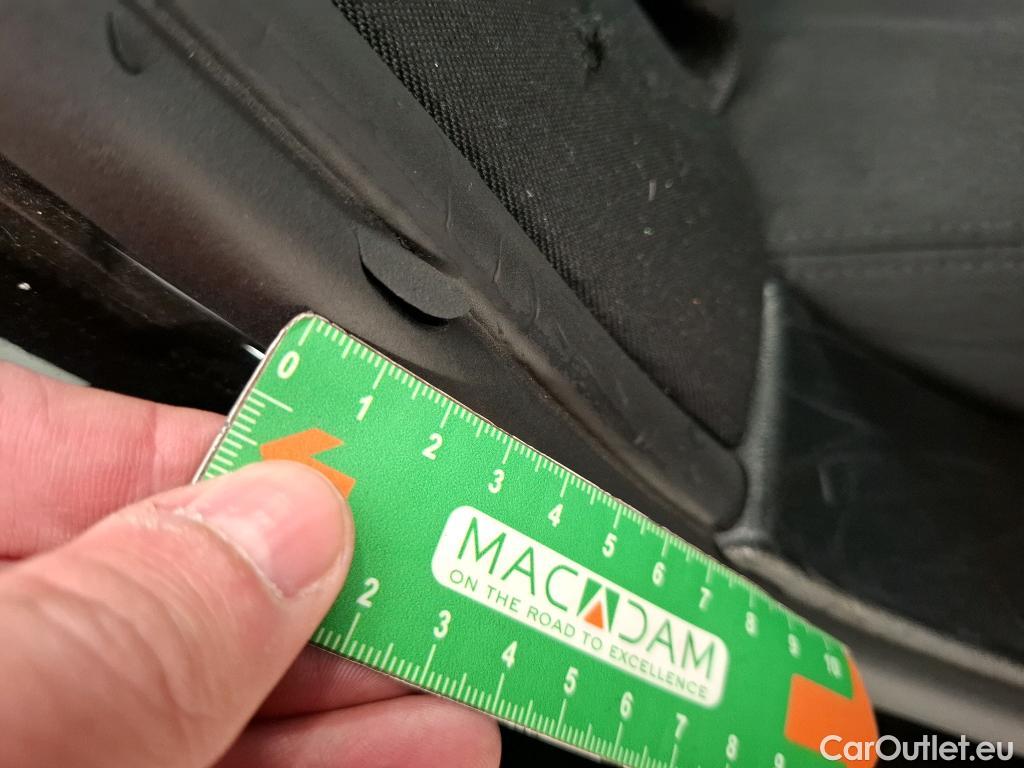 0 1 2 3 4 5 6 7 8 9 10
MACADAM
ON THE ROAD TO EXCELLENCE
2 3 4 5 6 7 8 9
CarOutlet.eu